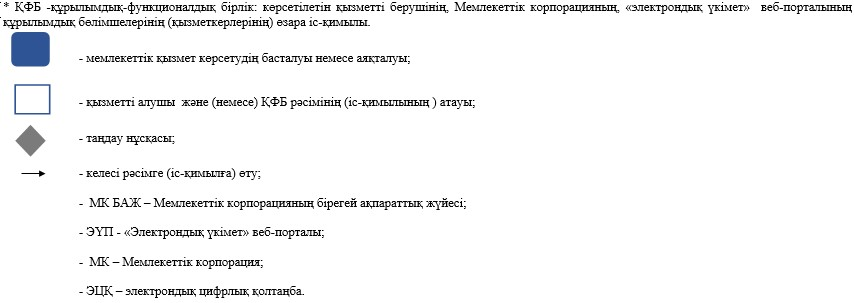 * ҚФБ -құрылымдық-функционалдық бірлік: көрсетілетін қызметті берушінің, Мемлекеттік корпорацияның, «электрондық үкімет» веб-порталының
құрылымдық бөлімшелерінің (қызметкерлерінің) өзара іс-қимылы.
- мемлекеттік қызмет көрсетудің басталуы немесе аяқталуы;
- қызметті алушы және (немесе) ҚФБ рәсімінің (іс-қимылының ) атауы;
- таңдау нұсқасы;
- келесі рәсімге (іс-қимылға) өту;
- МК БАЖ – Мемлекеттік корпорацияның бірегей ақпараттық жүйесі;
- ЭҮП - «Электрондық үкімет» веб-порталы;
- МК – Мемлекеттік корпорация;
- ЭЦҚ – электрондық цифрлық қолтаңба.